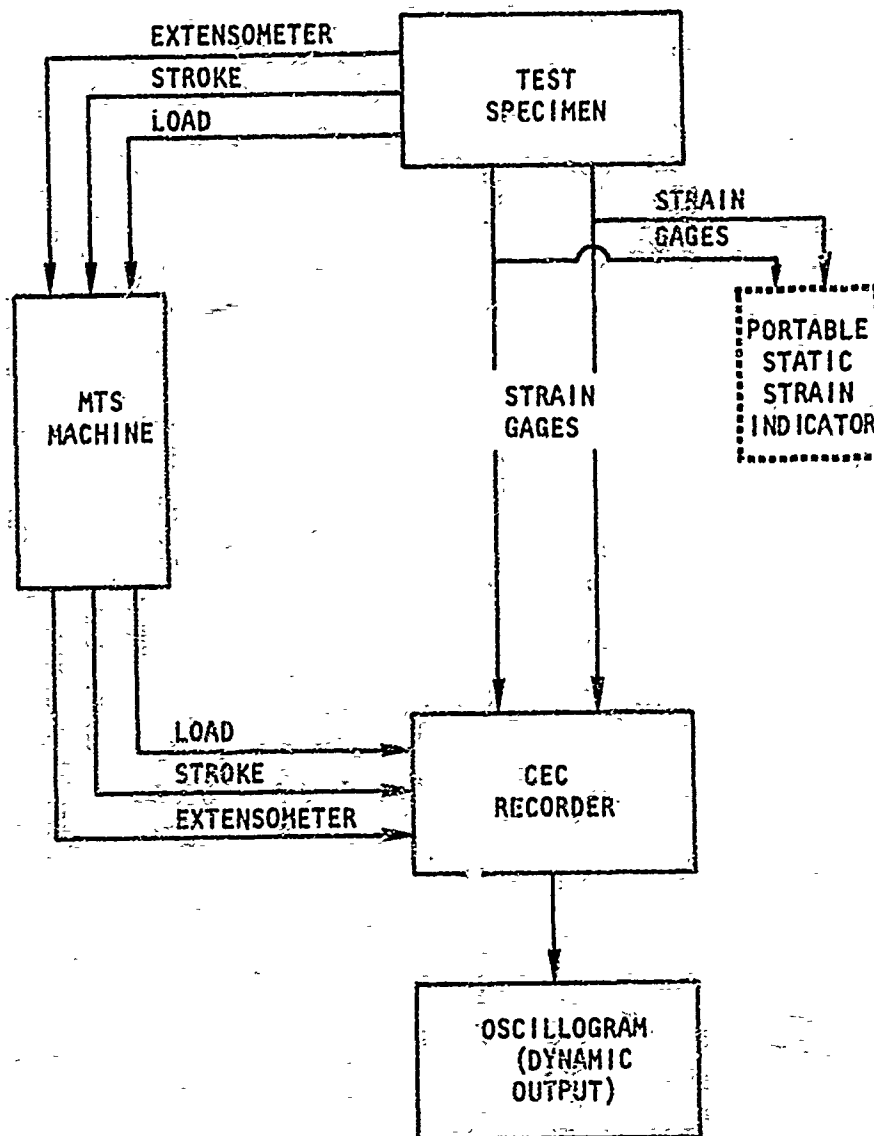 EXTENSOMETER
STROKE
LOAD
TEST
SPECIMEN
STRAIN
GAGES
PORTABLE
STATIC
STRAIN
INDICATOR
MTS
MACHINE
STRAIN
GAGES
LOAD
STROKE
EXTENSOMETER
CEC
RECORDER
OSCILLOGRAM
(DYNAMIC
OUTPUT)